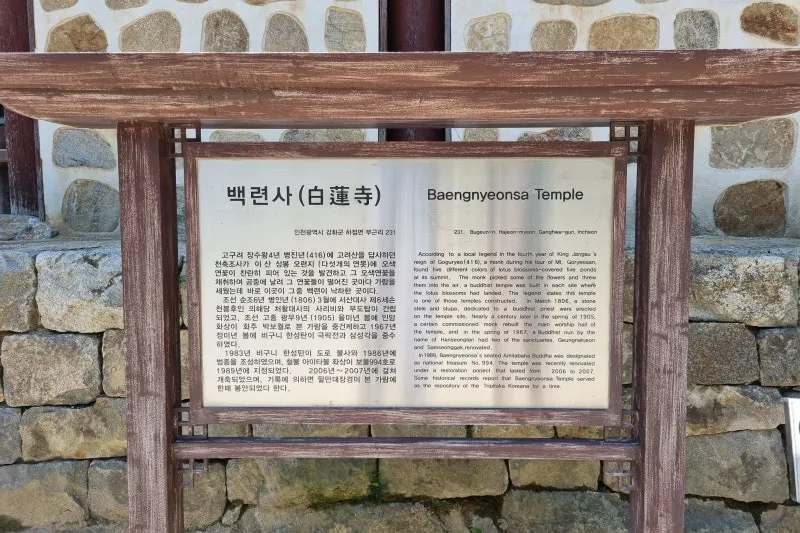 백련사(白蓮寺)
인천광역시 강화군 하점면 부근리 231
고구려 장수왕4년 병진년(416)에 고려산을 답사하던
천축조사가 이 산 상봉 오련지(다섯개의 연못)에 오색
연꽃이 찬란히 피어 있는 것을 발견하고 그 오색연꽃을
채취하여 공중에 날려 그 연꽃들이 떨어진 곳마다 가람을
세웠는데 바로 이곳이 그중 백련이 낙하한 곳이다.
조선 순조6년 병인년(1806) 3월에 서산대사 제6세손
천봉후인 의해당 처활대사의 사리비와 부도탑이 건립
되었고, 조선 고종 광무9년(1905) 을미년 봄에 인암
화상이 화주 박보월로 본 가람을 중건케하고 1967년
정미년 봄에 비구니 한성탄이 극락전과 삼성각을 중수
하였다.
1983년 비구니 한성탄이 도로 불사와 1986년에
범종을 조성하였으며, 철불 아미타불 좌상이 보물994호로
1989년에 지정되었다. 2006년~2007년에 걸쳐
개축되었으며, 기록에 의하면 팔만대장경이 본 가람에
한때 봉안되었다 한다.
Baengnyeonsa Temple
231, Bugeun-ri, Hajeon-myeon, Ganghwa-gun, Incheon
According to a local legend in the fourth year of King Jangsu's
reign of Goguryeo(416), a monk during his tour of Mt. Goryeosan,
found five different colors of lotus blossoms-covered five ponds
at its summit. The monk picked some of the flowers and threw
them into the air, a buddhist temple was built in each site where
the lotus blossoms had landed. The legend states this temple
is one of those temples constructed. In March 1806, a stone
stele and stupa, dedicated to a buddhist priest were erected
on the temple site. Nearly a century later in the spring of 1905,
a certain commissioned monk rebuilt the main worship hall of
the temple, and in the spring of 1967, a Buddhist nun by the
name of Hanseongtan had two of the sanctuaries, Geungnakjeon
and Samseonggak,renovated.
In 1989, Baengnyeonsa's seated Amitabana Buddha was designated
as national treasure No.994. The temple was recently renovated
under a restoration porject that lasted from 2006 to 2007.
Some historical records report that Baengnyeonsa Temple served
as the repository of the Tripitaka Koreana for a time.